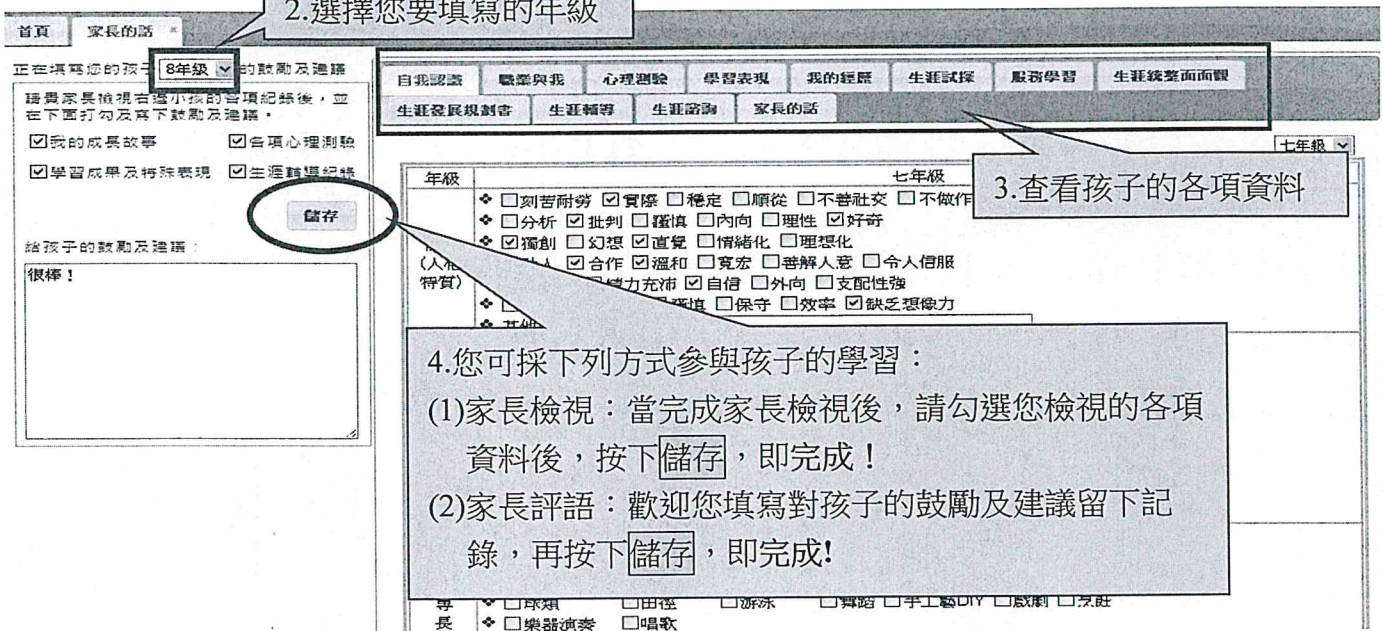 2.選擇您要填寫的年級
首頁 家長的話 ×
正在填寫您的孩子 8年級 的鼓勵及建議
請貴家長檢視右邊小孩的各項紀錄後,並
在下面打勾及寫下鼓勵及建議。
☑我的成長故事 ☑各項心理測驗
☑學習成果及特殊表現 ☑生涯輔導紀錄
儲存
給孩子的鼓勵及建議:
很棒!
自我認識 職業與我 心理測驗 學習表現 我的經歷 生涯試探 服務學習 生涯統整面面觀
生涯發展規劃書 生涯輔導 生涯諮詢 家長的話
七年級
3.查看孩子的各項資料
年級 七年級
❖ □刻苦耐勞 ☑實際 □穩定 □順從 □不善社交 □不做作
❖ □分析 ☑批判 □謹慎 □內向 □理性 ☑好奇
❖ ☑獨創 □幻想 ☑直覺 □情緒化 □理想化
(人格 助人 ☑合作 ☑溫和 □寬宏 □善解人意 □令人信服
特質) 精力充沛 ☑自信 □外向 □支配性強
❖ □ 謹慎 □保守 □效率 ☑缺乏想像力
❖ 其他
4.您可採下列方式參與孩子的學習:
(1)家長檢視:當完成家長檢視後,請勾選您檢視的各項
資料後,按下儲存,即完成!
(2)家長評語:歡迎您填寫對孩子的鼓勵及建議留下記
錄,再按下儲存,即完成!
專 ❖ □球類 □田徑 □游泳 □舞蹈 □手工藝DIY □戲劇 □烹飪
長 ❖ □樂器演奏 □唱歌